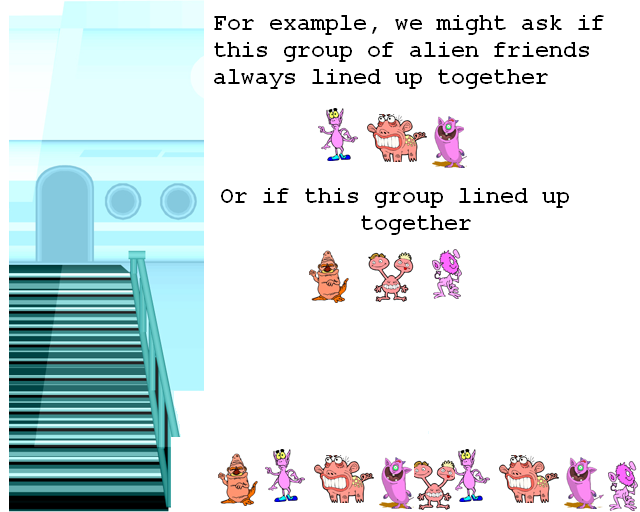 For example, we might ask if
this group of alien friends
always lined up together
Or if this group lined up
together